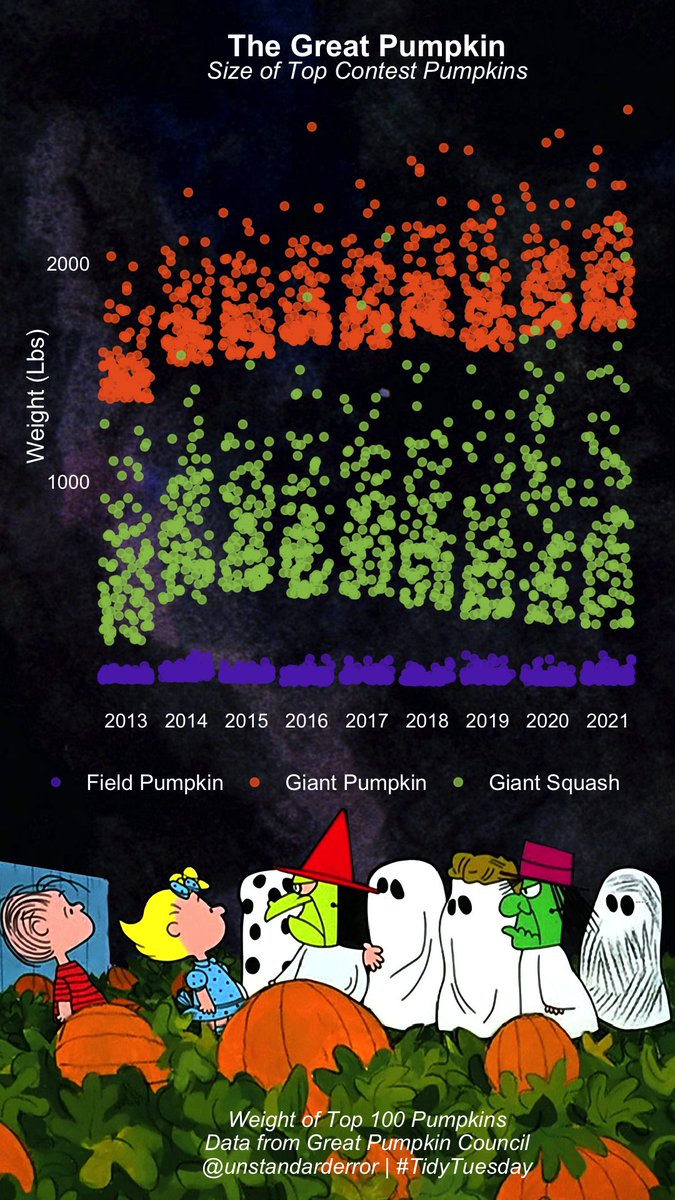 The Great Pumpkin
Size of Top Contest Pumpkins
Weight (Lbs)
2000
1000
2013 2014 2015 2016 2017 2018 2019 2020 2021
Field Pumpkin Giant Pumpkin Giant Squash
Weight of Top 100 Pumpkins
Data from Great Pumpkin Council
@unstandarderror | #TidyTuesday